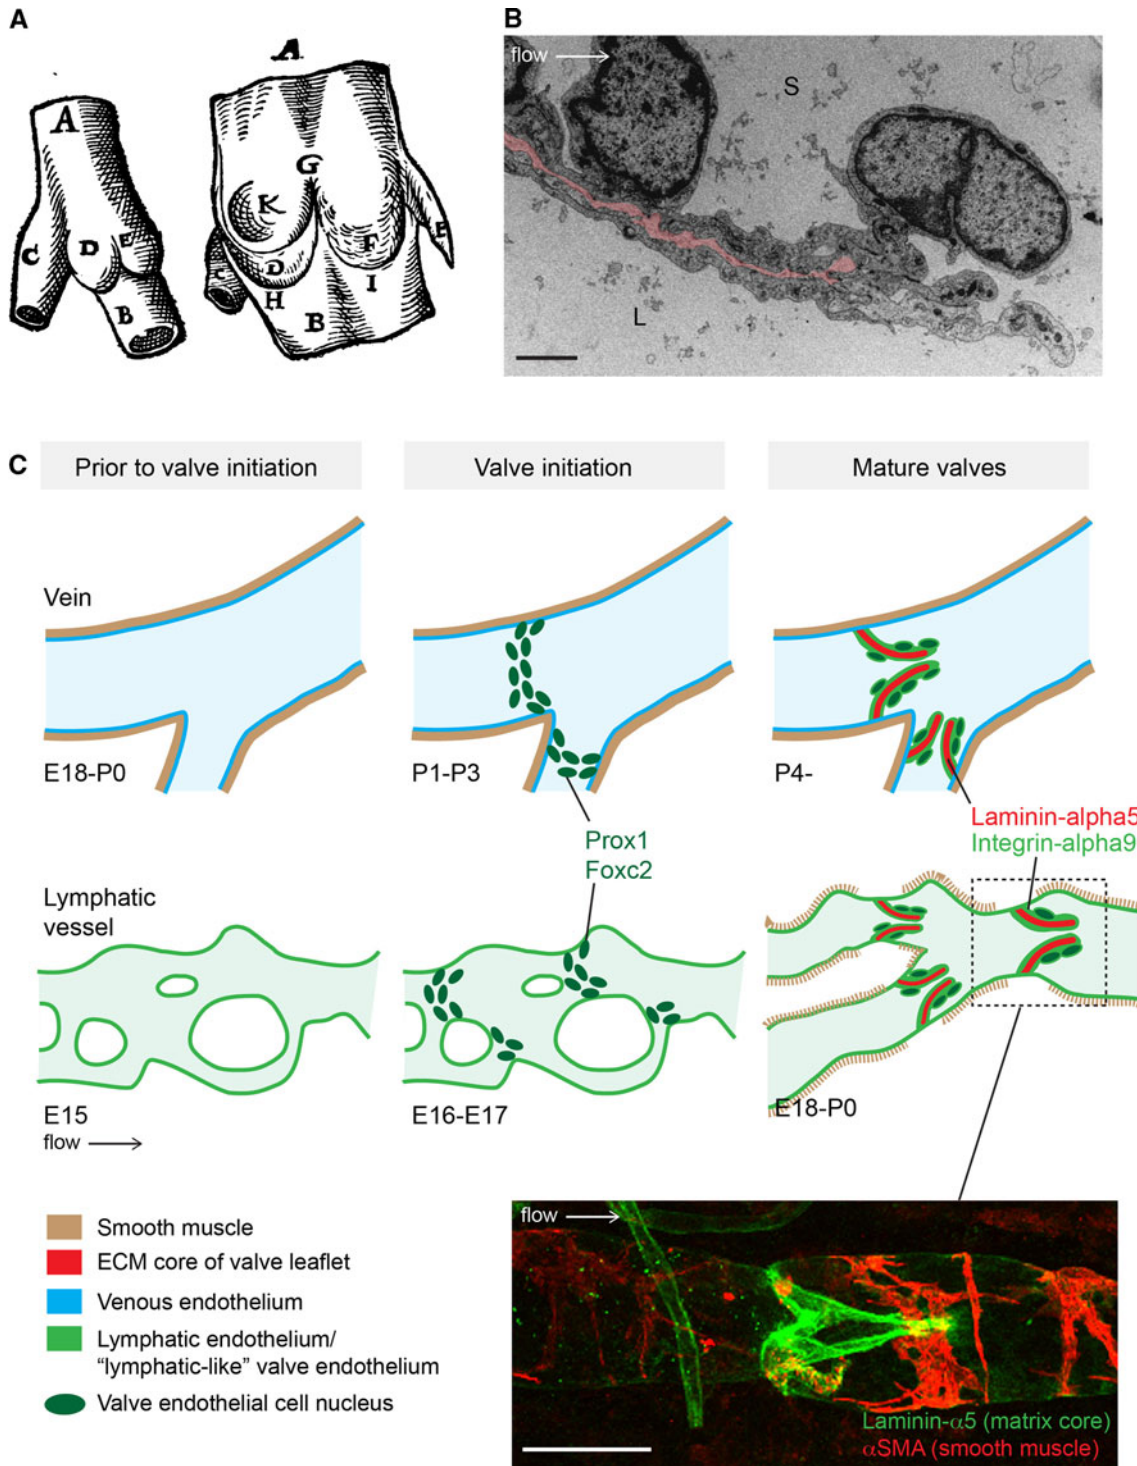 A
B
A
A
C
D
E
B
G
K
F
E
D
C
H
I
B
flow
S
L
C
Prior to valve initiation
Valve initiation
Mature valves
Vein
E18-P0
P1-P3
P4-
Prox1
Foxc2
Laminin-alpha5
Integrin-alpha9
Lymphatic
vessel
E15
flow
E16-E17
E18-P0
Smooth muscle
ECM core of valve leaflet
Venous endothelium
Lymphatic endothelium/
“lymphatic-like” valve endothelium
Valve endothelial cell nucleus
flow
Laminin-α5 (matrix core)
αSMA (smooth muscle)